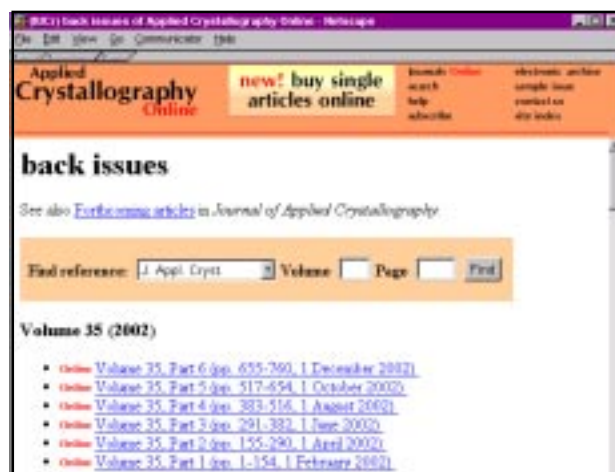 (IUCr) back issues of Applied Crystallography Online - Netscape
File Edit View Go Communicator Help
Applied
Crystallography
Online
new! buy single
articles online
Journals Online
search
help
subscribe
electronic archive
sample issue
contact us
site index
back issues
See also Forthcoming articles in Journal of Applied Crystallography.
Find reference: J. Appl. Cryst. Volume Page Find
Volume 35 (2002)
• Online Volume 35, Part 6 (pp. 655-760, 1 December 2002)
• Online Volume 35, Part 5 (pp. 517-654, 1 October 2002)
• Online Volume 35, Part 4 (pp. 383-516, 1 August 2002)
• Online Volume 35, Part 3 (pp. 291-382, 1 June 2002)
• Online Volume 35, Part 2 (pp. 155-290, 1 April 2002)
• Online Volume 35, Part 1 (pp. 1-154, 1 February 2002)